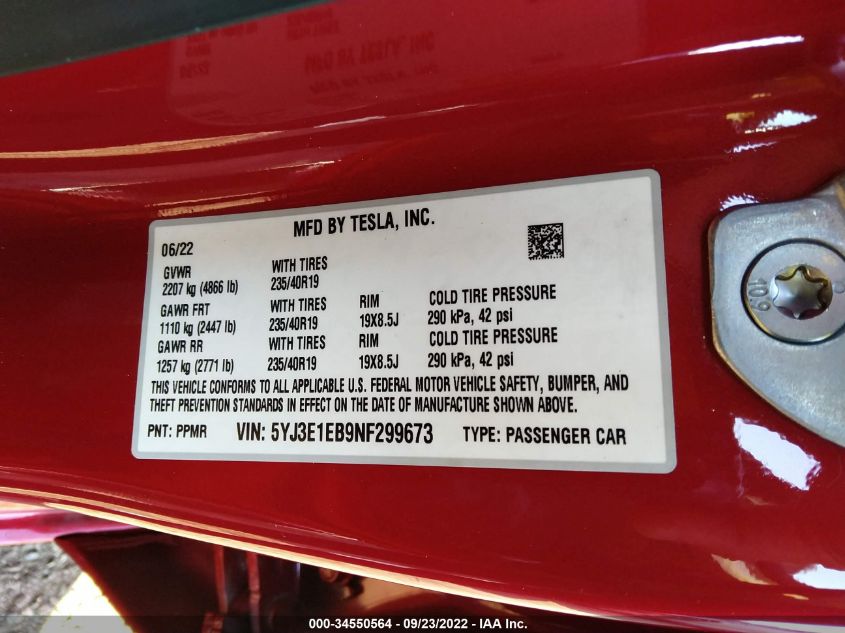 MFD BY TESLA, INC.
06/22
GVWR WITH TIRES
2207 kg (4866 lb) 235/40R19
GAWR FRT WITH TIRES RIM COLD TIRE PRESSURE
1110 kg (2447 lb) 235/40R19 19X8.5J 290 kPa, 42 psi
GAWR RR WITH TIRES RIM COLD TIRE PRESSURE
1257 kg (2771 lb) 235/40R19 19X8.5J 290 kPa, 42 psi
THIS VEHICLE CONFORMS TO ALL APPLICABLE U.S. FEDERAL MOTOR VEHICLE SAFETY, BUMPER, AND
THEFT PREVENTION STANDARDS IN EFFECT ON THE DATE OF MANUFACTURE SHOWN ABOVE.
PNT: PPMR VIN: 5YJ3E1EB9NF299673 TYPE: PASSENGER CAR
10.9
000-34550564 - 09/23/2022 - IAA Inc.